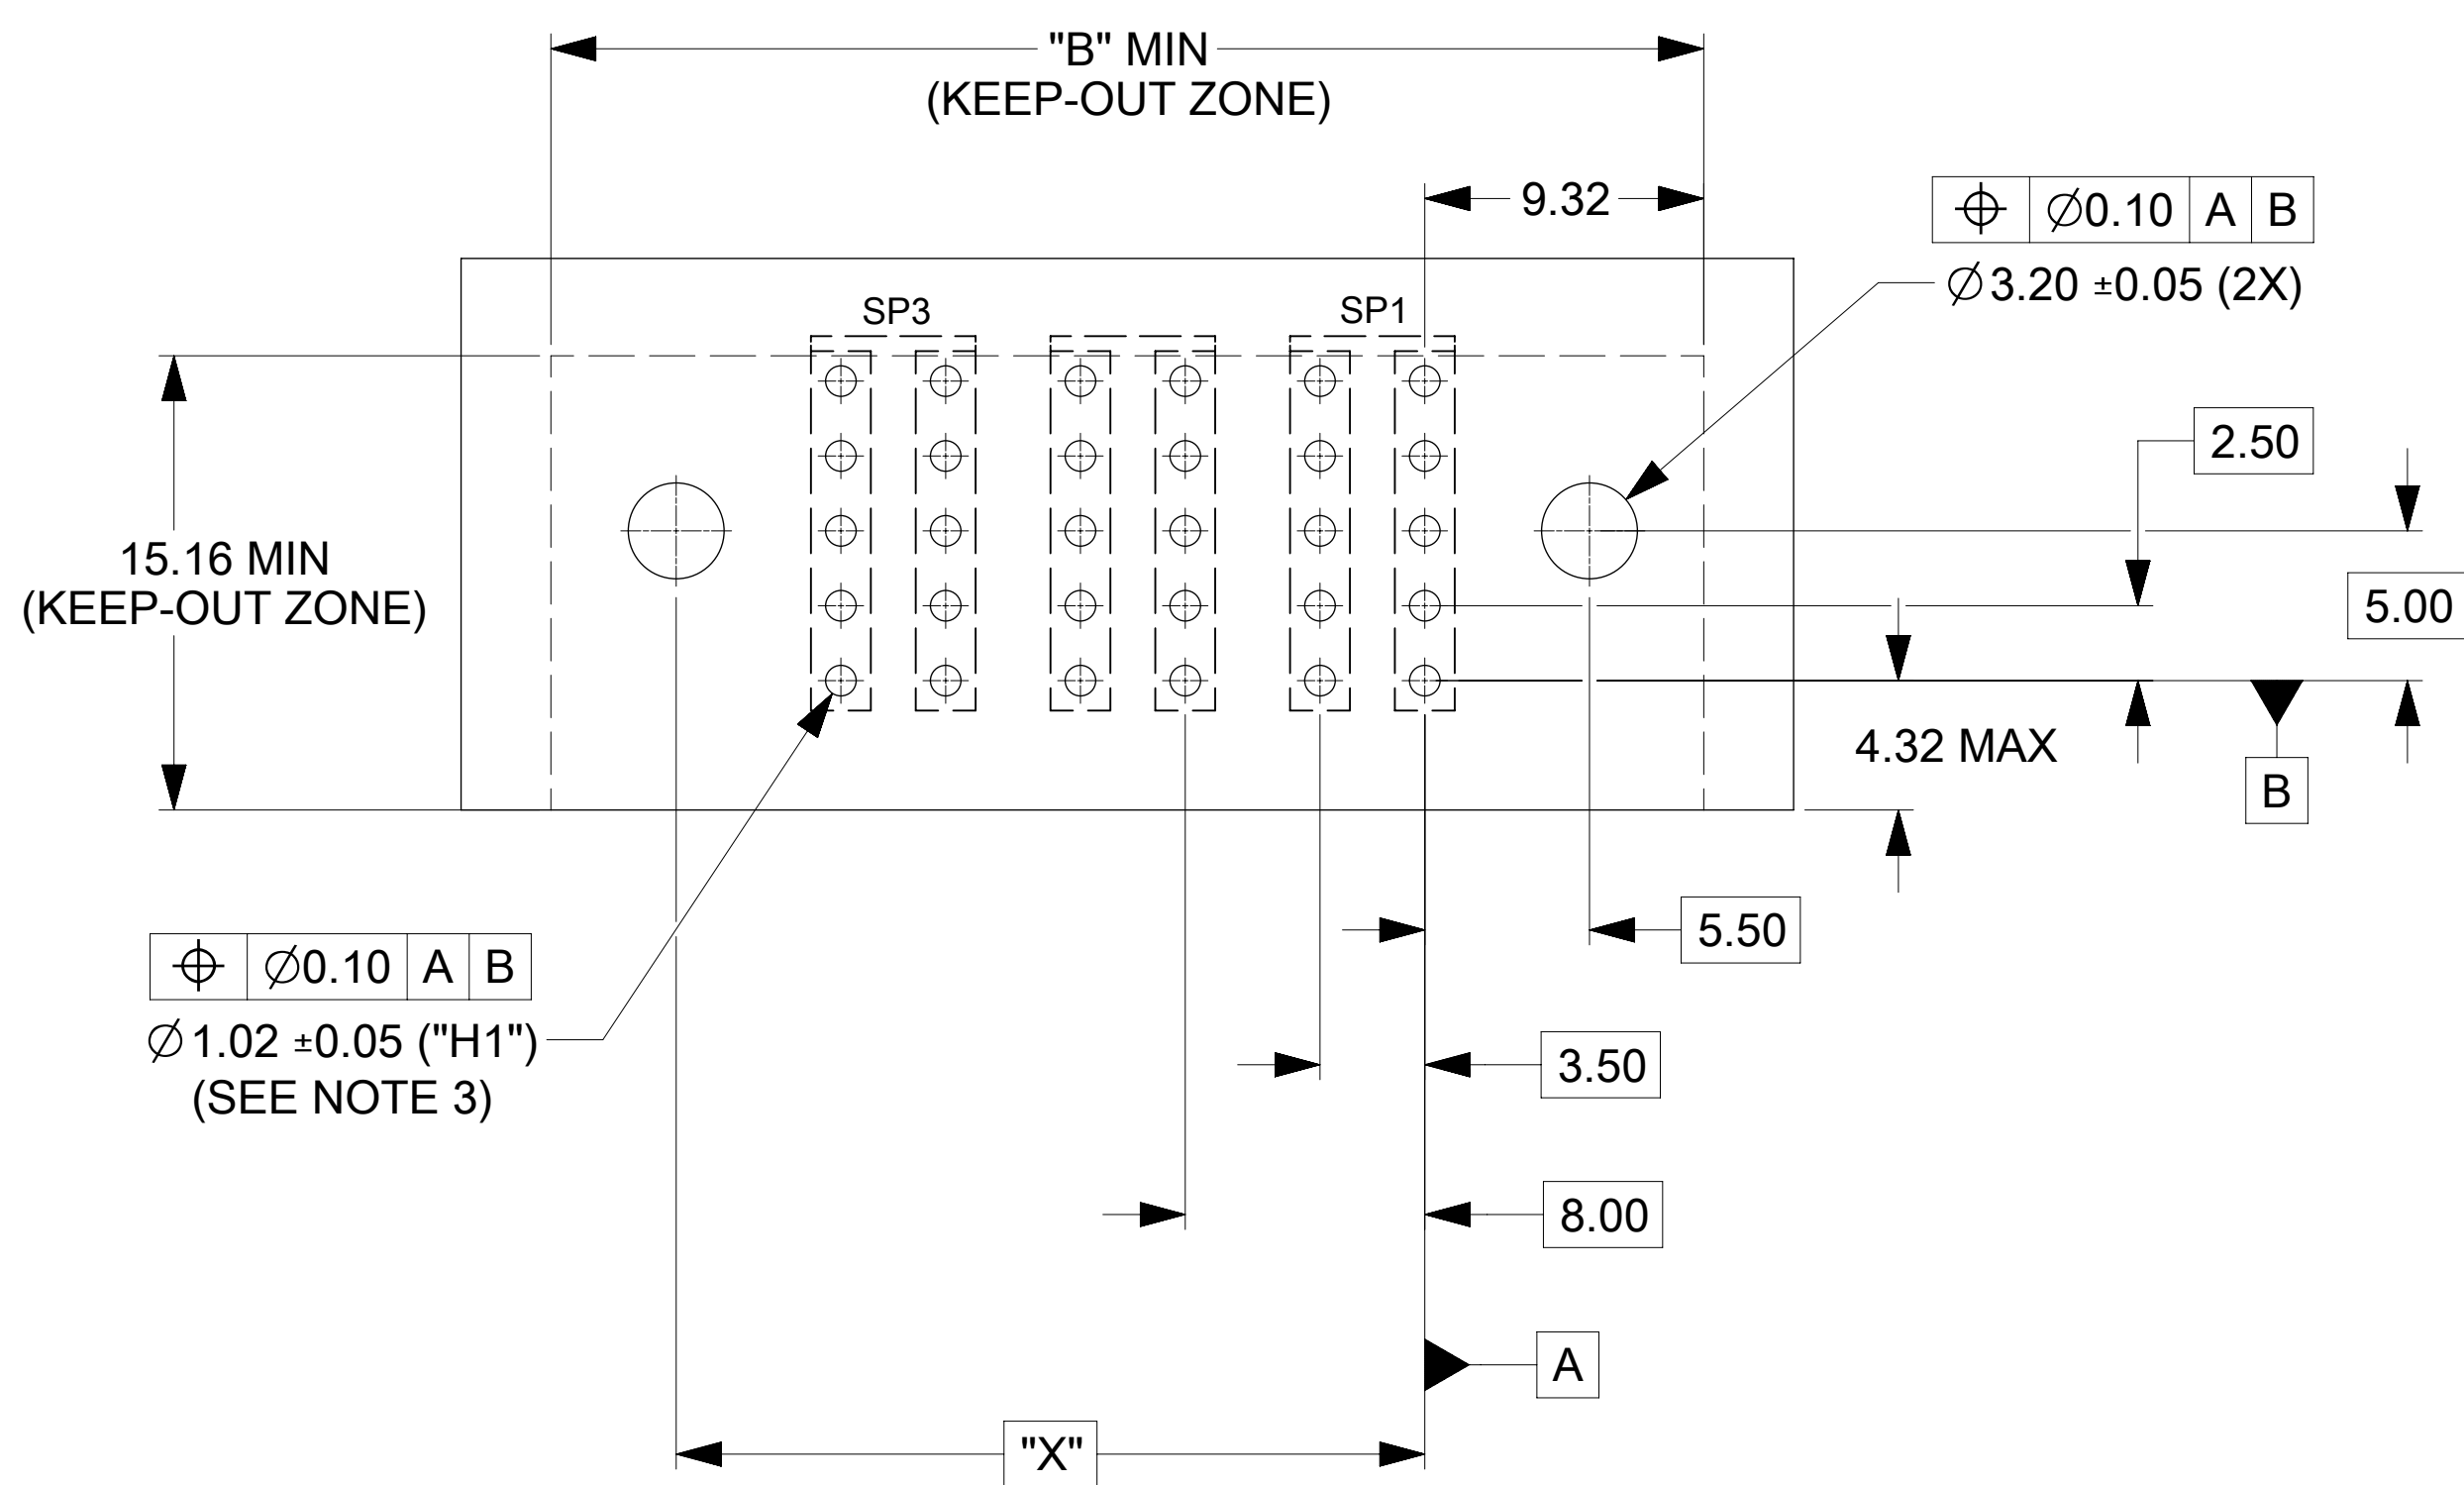 "B" MIN
(KEEP-OUT ZONE)
9.32
⌖ ⌀0.10 A B
⌀3.20 ±0.05 (2X)
SP3
SP1
2.50
15.16 MIN
(KEEP-OUT ZONE)
5.00
4.32 MAX
B
5.50
⌖ ⌀0.10 A B
⌀1.02 ±0.05 ("H1")
(SEE NOTE 3)
3.50
8.00
A
"X"